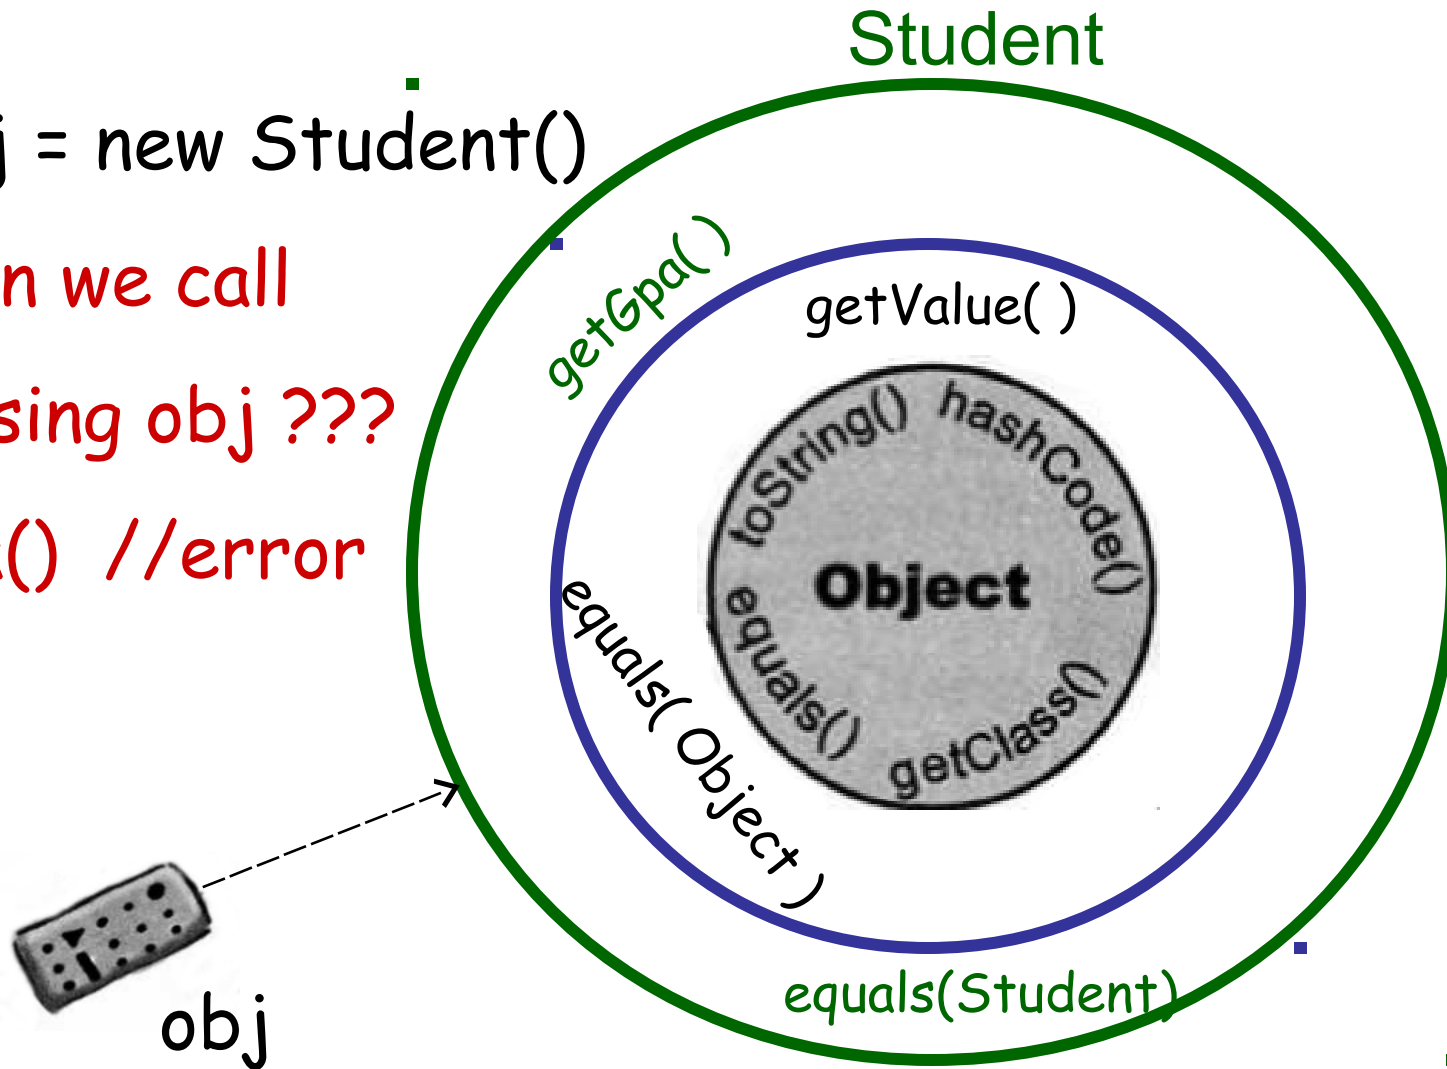 Student
j = new Student()
n we call
sing obj ???
() //error
getGpa( )
getValue( )
toString()
hashCode()
Object
equals()
getClass()
equals( Object )
equals(Student)
obj